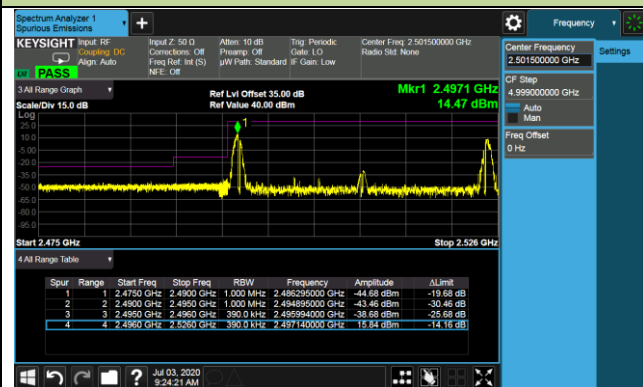 Spectrum Analyzer 1
Spurious Emissions
Frequency
KEYSIGHT Input: RF
Coupling: DC
Align: Auto
Input Z: 50 Ω
Corrections: Off
Freq Ref: Int (S)
NFE: Off
Atten: 10 dB
Preamp: Off
µW Path: Standard
Trig: Periodic
Gate: LO
IF Gain: Low
Center Freq: 2.501500000 GHz
Radio Std: None
LXI PASS
3 All Range Graph
Scale/Div 15.0 dB
Ref Lvl Offset 35.00 dB
Ref Value 40.00 dBm
Mkr1 2.4971 GHz
14.47 dBm
Log
25.0
10.0
-5.00
-20.0
-35.0
-50.0
-65.0
-80.0
-95.0
1
Start 2.475 GHz
Stop 2.526 GHz
4 All Range Table
Spur Range Start Freq Stop Freq RBW Frequency Amplitude ΔLimit
1 1 2.4750 GHz 2.4900 GHz 1.000 MHz 2.486295000 GHz -44.68 dBm -19.68 dB
2 2 2.4900 GHz 2.4950 GHz 1.000 MHz 2.494895000 GHz -43.46 dBm -30.46 dB
3 3 2.4950 GHz 2.4960 GHz 390.0 kHz 2.495994000 GHz -38.68 dBm -25.68 dB
4 4 2.4960 GHz 2.5260 GHz 390.0 kHz 2.497140000 GHz 15.84 dBm -14.16 dB
Center Frequency
2.501500000 GHz
Settings
CF Step
4.999000000 GHz
Auto
Man
Freq Offset
0 Hz
?
Jul 03, 2020
9:24:21 AM